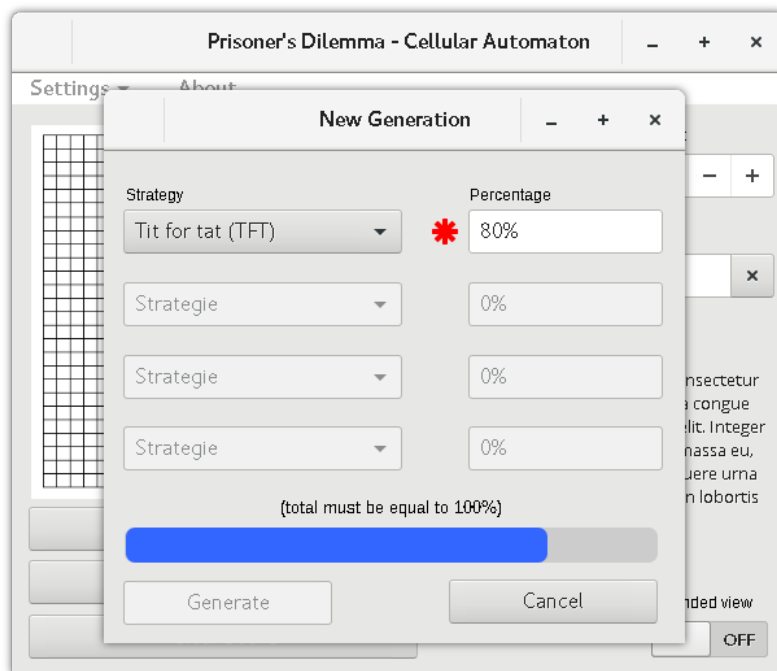 Prisoner's Dilemma - Cellular Automaton
Settings About
New Generation
Strategy Percentage
Tit for tat (TFT) 80%
Strategie 0%
Strategie 0%
Strategie 0%
nsectetur
congue
elit. Integer
massa eu,
uere urna
n lobortis
(total must be equal to 100%)
Generate Cancel
nded view
OFF